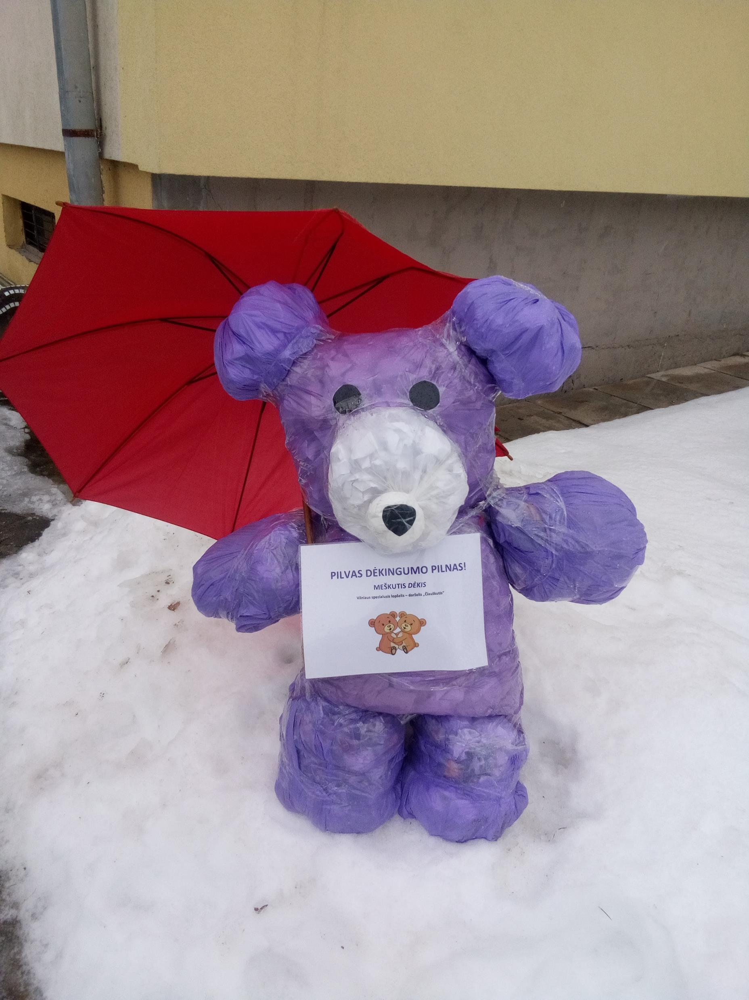 PILVAS DĖKINGUMO PILNAS!
MEŠKUTIS DĖKIS
Vilniaus specialusis lopšelis – darželis „Čiauškutis“